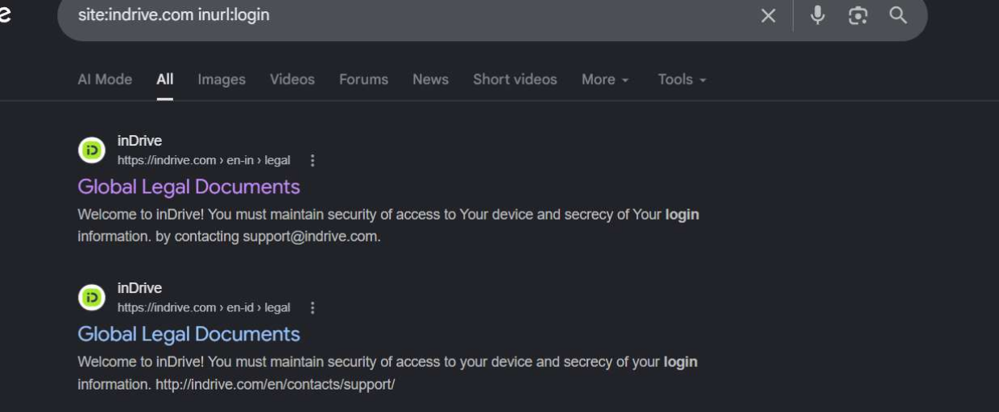 e
site:indrive.com inurl:login
AI Mode All Images Videos Forums News Short videos More Tools
iD
inDrive
https://indrive.com › en-in › legal
Global Legal Documents
Welcome to inDrive! You must maintain security of access to Your device and secrecy of Your login
information. by contacting support@indrive.com.
iD
inDrive
https://indrive.com › en-id › legal
Global Legal Documents
Welcome to inDrive! You must maintain security of access to your device and secrecy of your login
information. http://indrive.com/en/contacts/support/